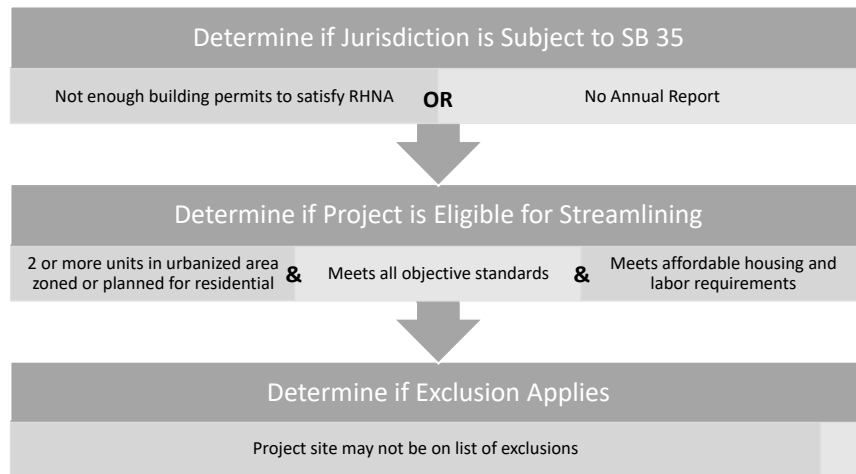 Determine if Jurisdiction is Subject to SB 35
Not enough building permits to satisfy RHNA OR No Annual Report
Determine if Project is Eligible for Streamlining
2 or more units in urbanized area
zoned or planned for residential
&
Meets all objective standards
&
Meets affordable housing and
labor requirements
Determine if Exclusion Applies
Project site may not be on list of exclusions